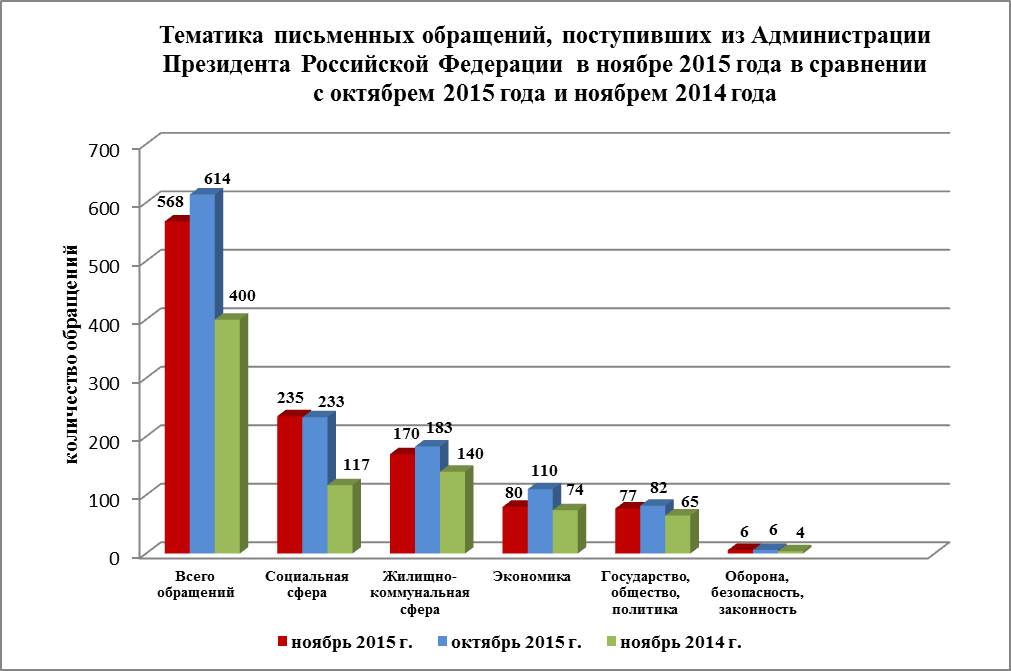 Тематика письменных обращений, поступивших из Администрации
Президента Российской Федерации в ноябре 2015 года в сравнении
с октябрем 2015 года и ноябрем 2014 года
количество обращений
700
600
500
400
300
200
100
0
568
614
400
235
233
117
170
183
140
80
110
74
77
82
65
6
6
4
Всего
обращений
Социальная
сфера
Жилищно-
коммунальная
сфера
Экономика
Государство,
общество,
политика
Оборона,
безопасность,
законность
ноябрь 2015 г.
октябрь 2015 г.
ноябрь 2014 г.